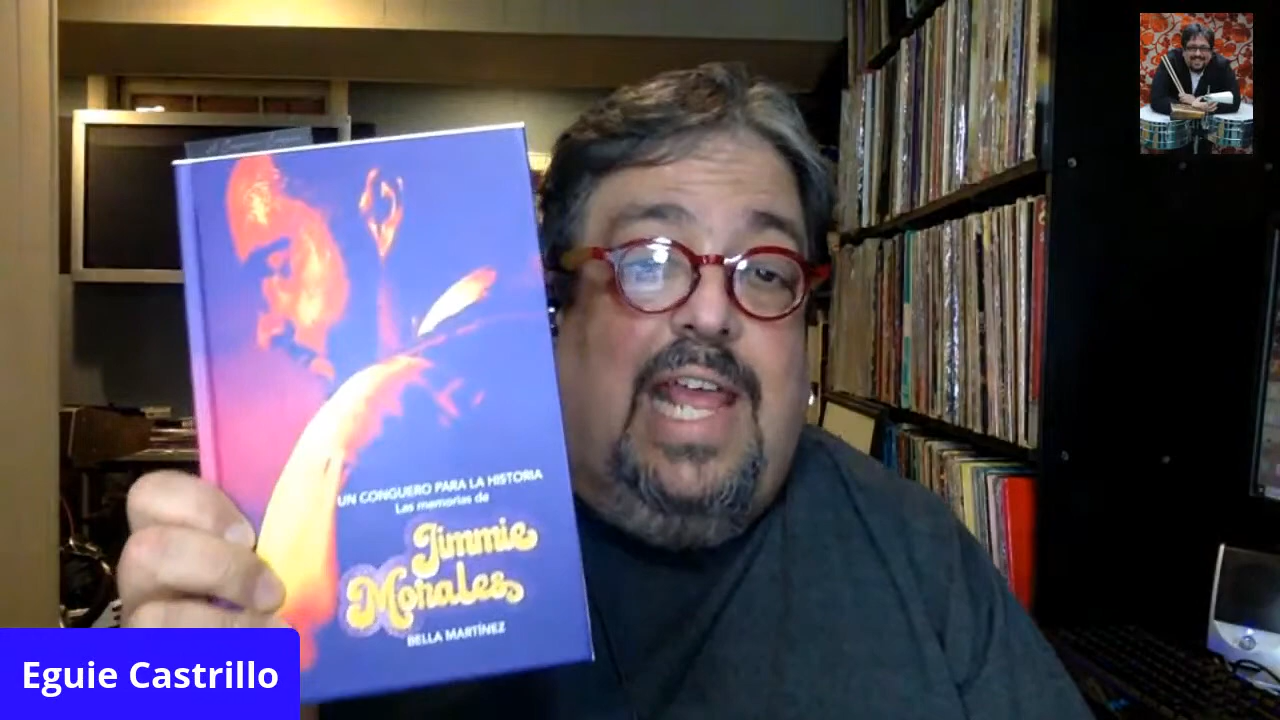 UN CONGUERO PARA LA HISTORIA
Las memorias de
Jimmie
Morales
BELLA MARTÍNEZ
Eguie Castrillo